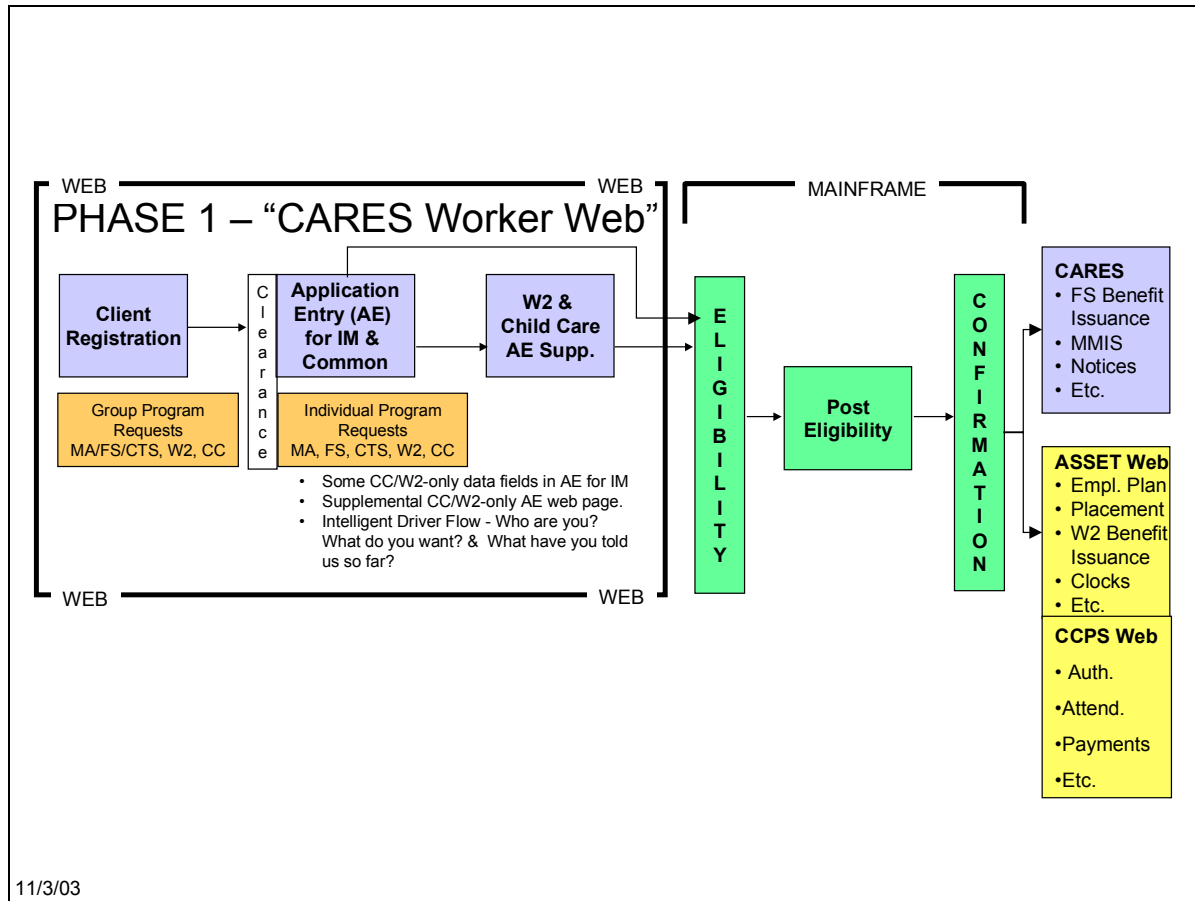 WEB
WEB
MAINFRAME
PHASE 1 – “CARES Worker Web”
Client
Registration
Clearance
Application
Entry (AE)
for IM &
Common
W2 &
Child Care
AE Supp.
Group Program
Requests
MA/FS/CTS, W2, CC
Individual Program
Requests
MA, FS, CTS, W2, CC
• Some CC/W2-only data fields in AE for IM
• Supplemental CC/W2-only AE web page.
• Intelligent Driver Flow - Who are you?
What do you want? & What have you told
us so far?
WEB
WEB
ELIGIBILITY
Post
Eligibility
CONFIRMATION
CARES
• FS Benefit
Issuance
• MMIS
• Notices
• Etc.
ASSET Web
• Empl. Plan
• Placement
• W2 Benefit
Issuance
• Clocks
• Etc.
CCPS Web
• Auth.
•Attend.
•Payments
•Etc.
11/3/03